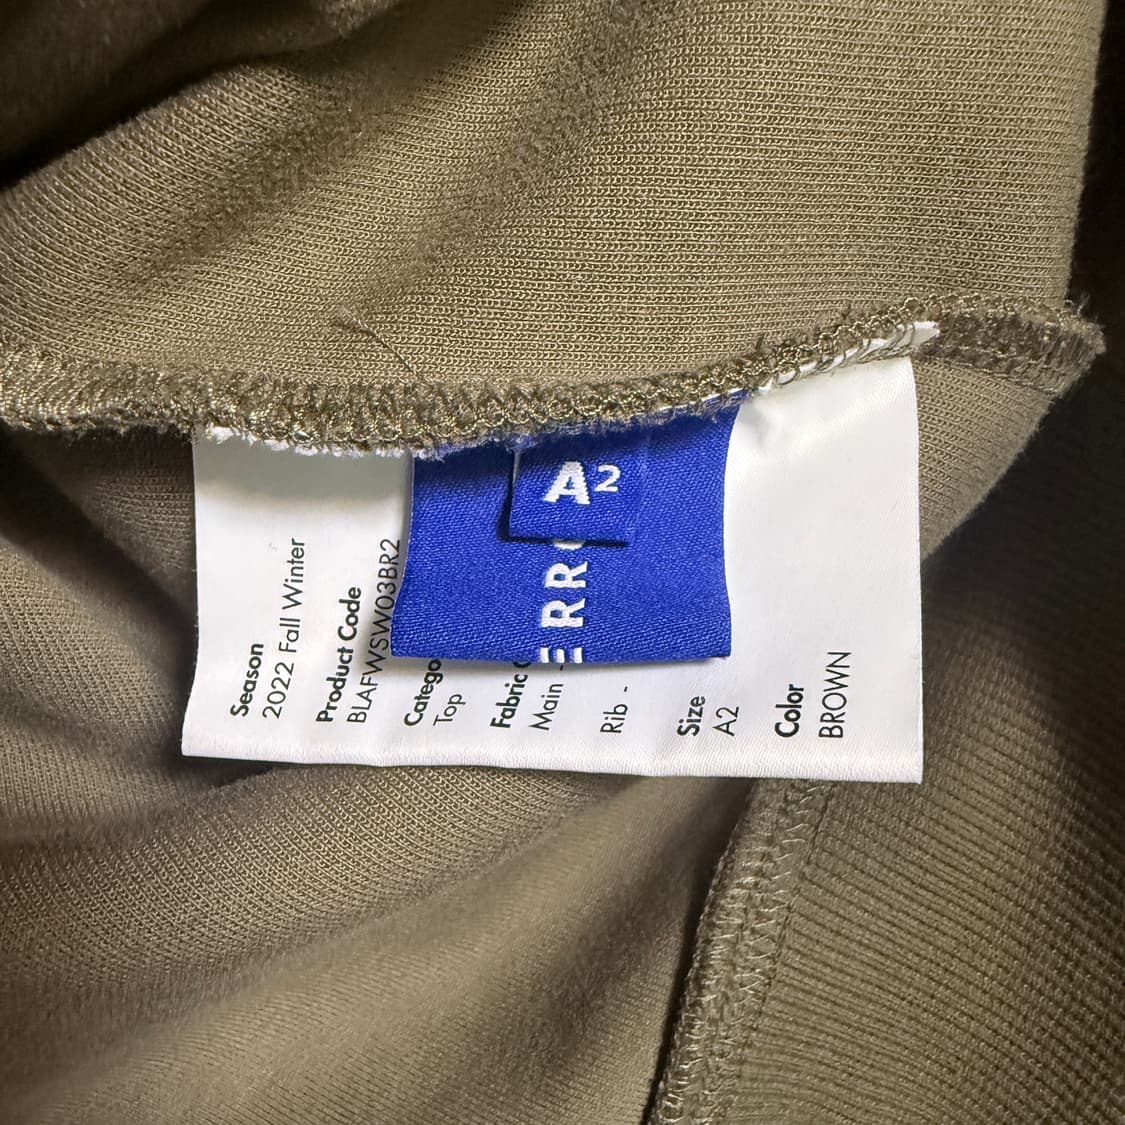 A2
ERR
Season
2022 Fall Winter
Product Code
BLAFWSW03BR2
Top
Main -
Rib -
Size
A2
Color
BROWN